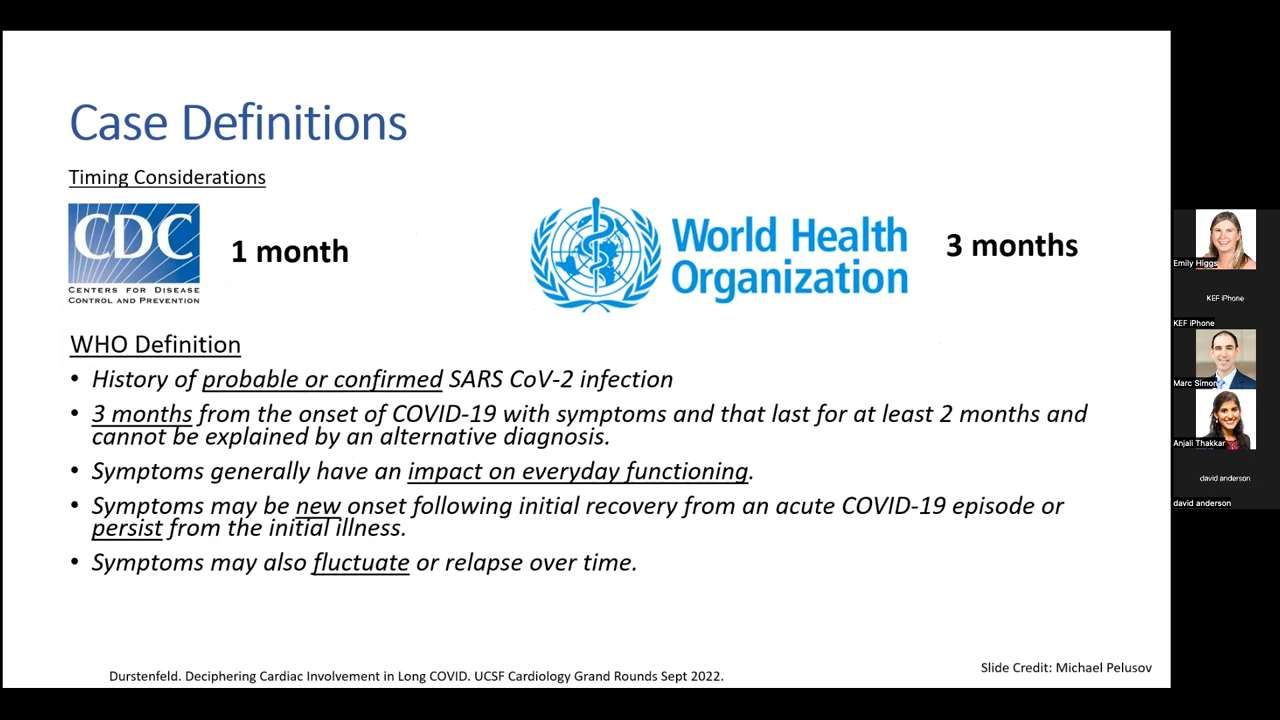 Case Definitions
Timing Considerations
CDC
CENTERS FOR DISEASE
CONTROL AND PREVENTION
1 month
World Health
Organization
3 months
WHO Definition
• History of probable or confirmed SARS CoV-2 infection
• 3 months from the onset of COVID-19 with symptoms and that last for at least 2 months and
cannot be explained by an alternative diagnosis.
• Symptoms generally have an impact on everyday functioning.
• Symptoms may be new onset following initial recovery from an acute COVID-19 episode or
persist from the initial illness.
• Symptoms may also fluctuate or relapse over time.
Durstenfeld. Deciphering Cardiac Involvement in Long COVID. UCSF Cardiology Grand Rounds Sept 2022.
Slide Credit: Michael Pelusov
Emily Higgs
KEF iPhone
KEF iPhone
Marc Simon
Anjali Thakkar
david anderson
david anderson